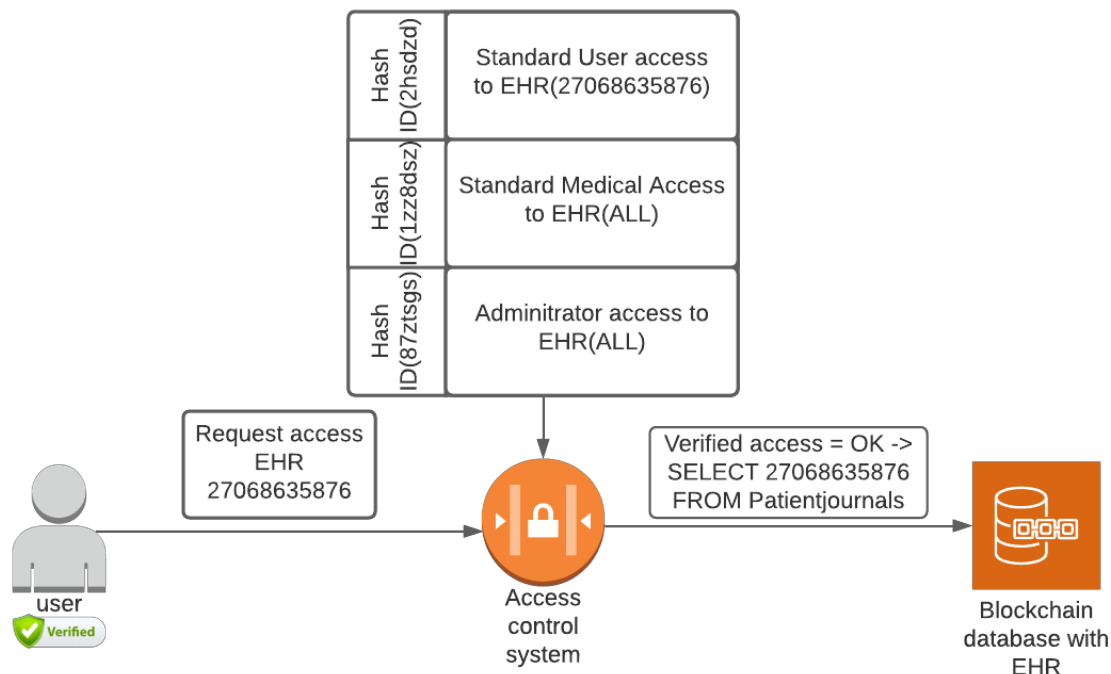 Hash
ID(2hsdzd)
Standard User access
to EHR(27068635876)
Hash
ID(1zz8dsz)
Standard Medical Access
to EHR(ALL)
Hash
ID(87ztsgs)
Adminitrator access to
EHR(ALL)
Request access
EHR
27068635876
Verified access = OK ->
SELECT 27068635876
FROM Patientjournals
user
Verified
Access
control
system
Blockchain
database with
EHR